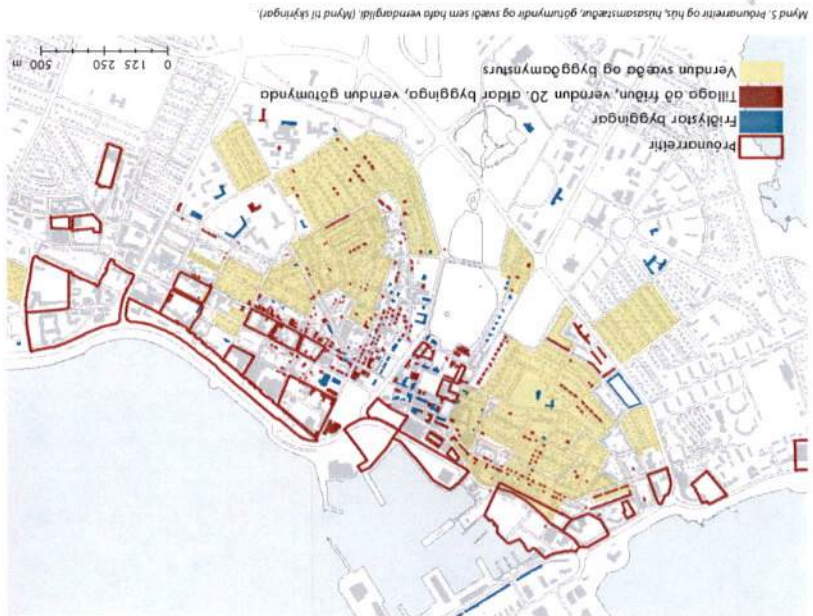 Þróunarreitir
Friðlýstar byggingar
Tillaga að friðun, verndun 20. aldar bygginga, verndun götumynda
Verndun svæða og byggðamynsturs
0 125 250 500 m
Mynd 5. Þróunarreitir og hús, húsasamstæður, götumyndir og svæði sem hafa verndargildi. (Mynd til skýringar).